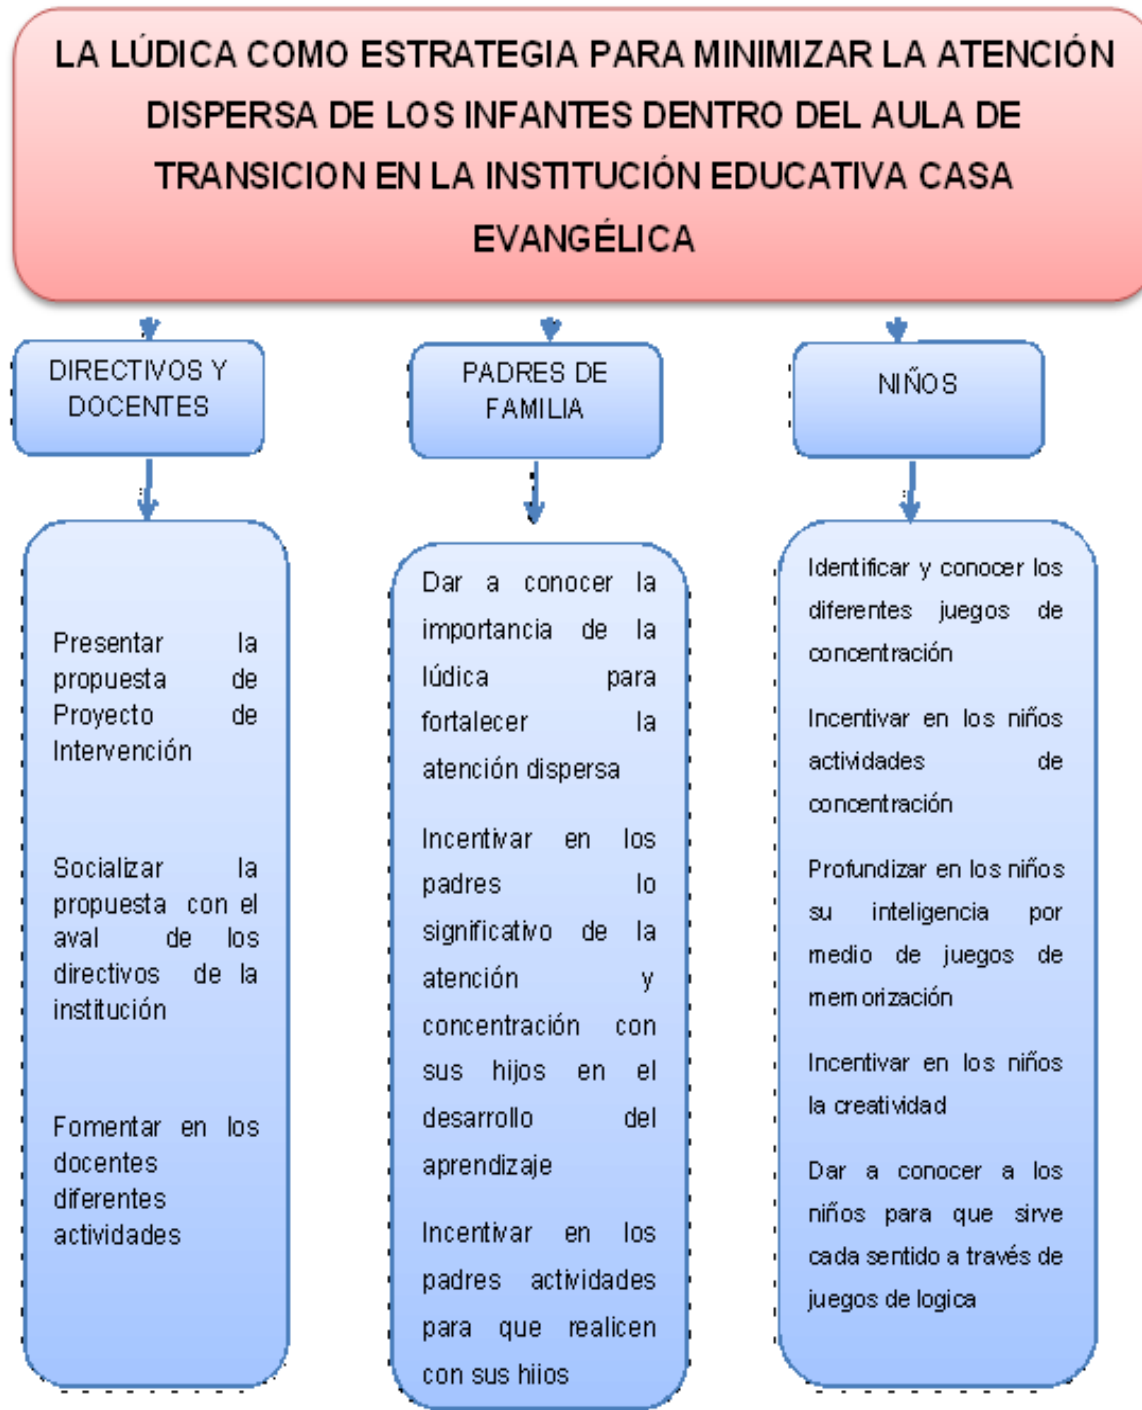 LA LÚDICA COMO ESTRATEGIA PARA MINIMIZAR LA ATENCIÓN
DISPERSA DE LOS INFANTES DENTRO DEL AULA DE
TRANSICION EN LA INSTITUCIÓN EDUCATIVA CASA
EVANGÉLICA
DIRECTIVOS Y
DOCENTES
Presentar la
propuesta de
Proyecto de
Intervención
Socializar la
propuesta con el
aval de los
directivos de la
institución
Fomentar en los
docentes
diferentes
actividades
PADRES DE
FAMILIA
Dar a conocer la
importancia de la
lúdica para
fortalecer la
atención dispersa
Incentivar en los
padres lo
significativo de la
atención y
concentración con
sus hijos en el
desarrollo del
aprendizaje
Incentivar en los
padres actividades
para que realicen
con sus hijos
NIÑOS
Identificar y conocer los
diferentes juegos de
concentración
Incentivar en los niños
actividades de
concentración
Profundizar en los niños
su inteligencia por
medio de juegos de
memorización
Incentivar en los niños
la creatividad
Dar a conocer a los
niños para que sirve
cada sentido a través de
juegos de logica